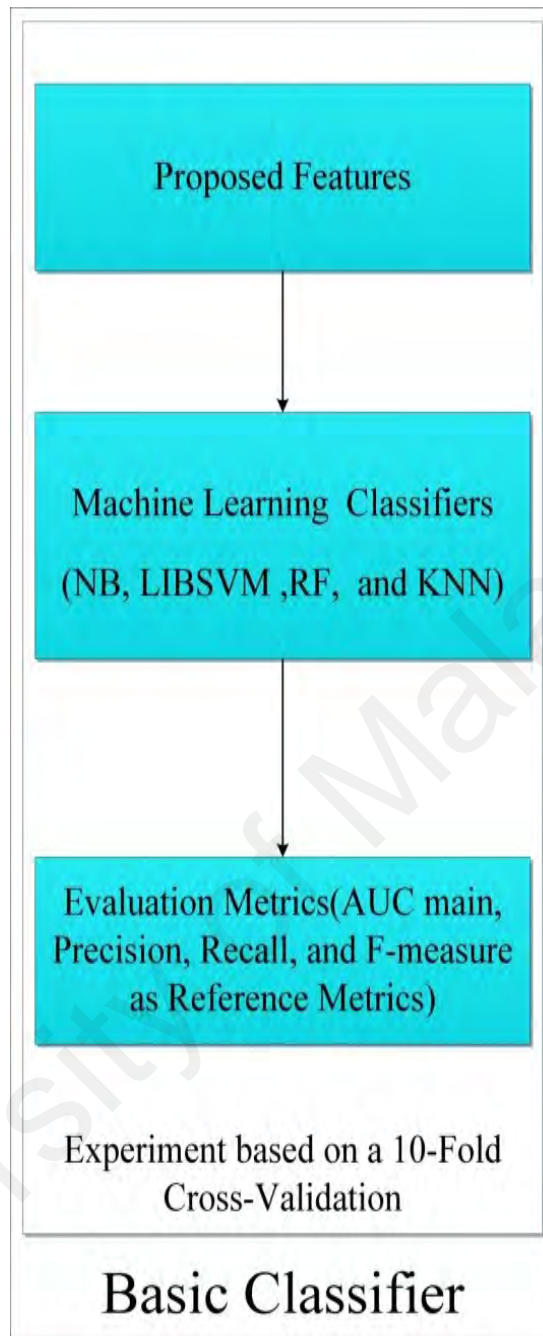 Proposed Features
Machine Learning Classifiers
(NB, LIBSVM ,RF, and KNN)
Evaluation Metrics(AUC main,
Precision, Recall, and F-measure
as Reference Metrics)
Experiment based on a 10-Fold
Cross-Validation
Basic Classifier